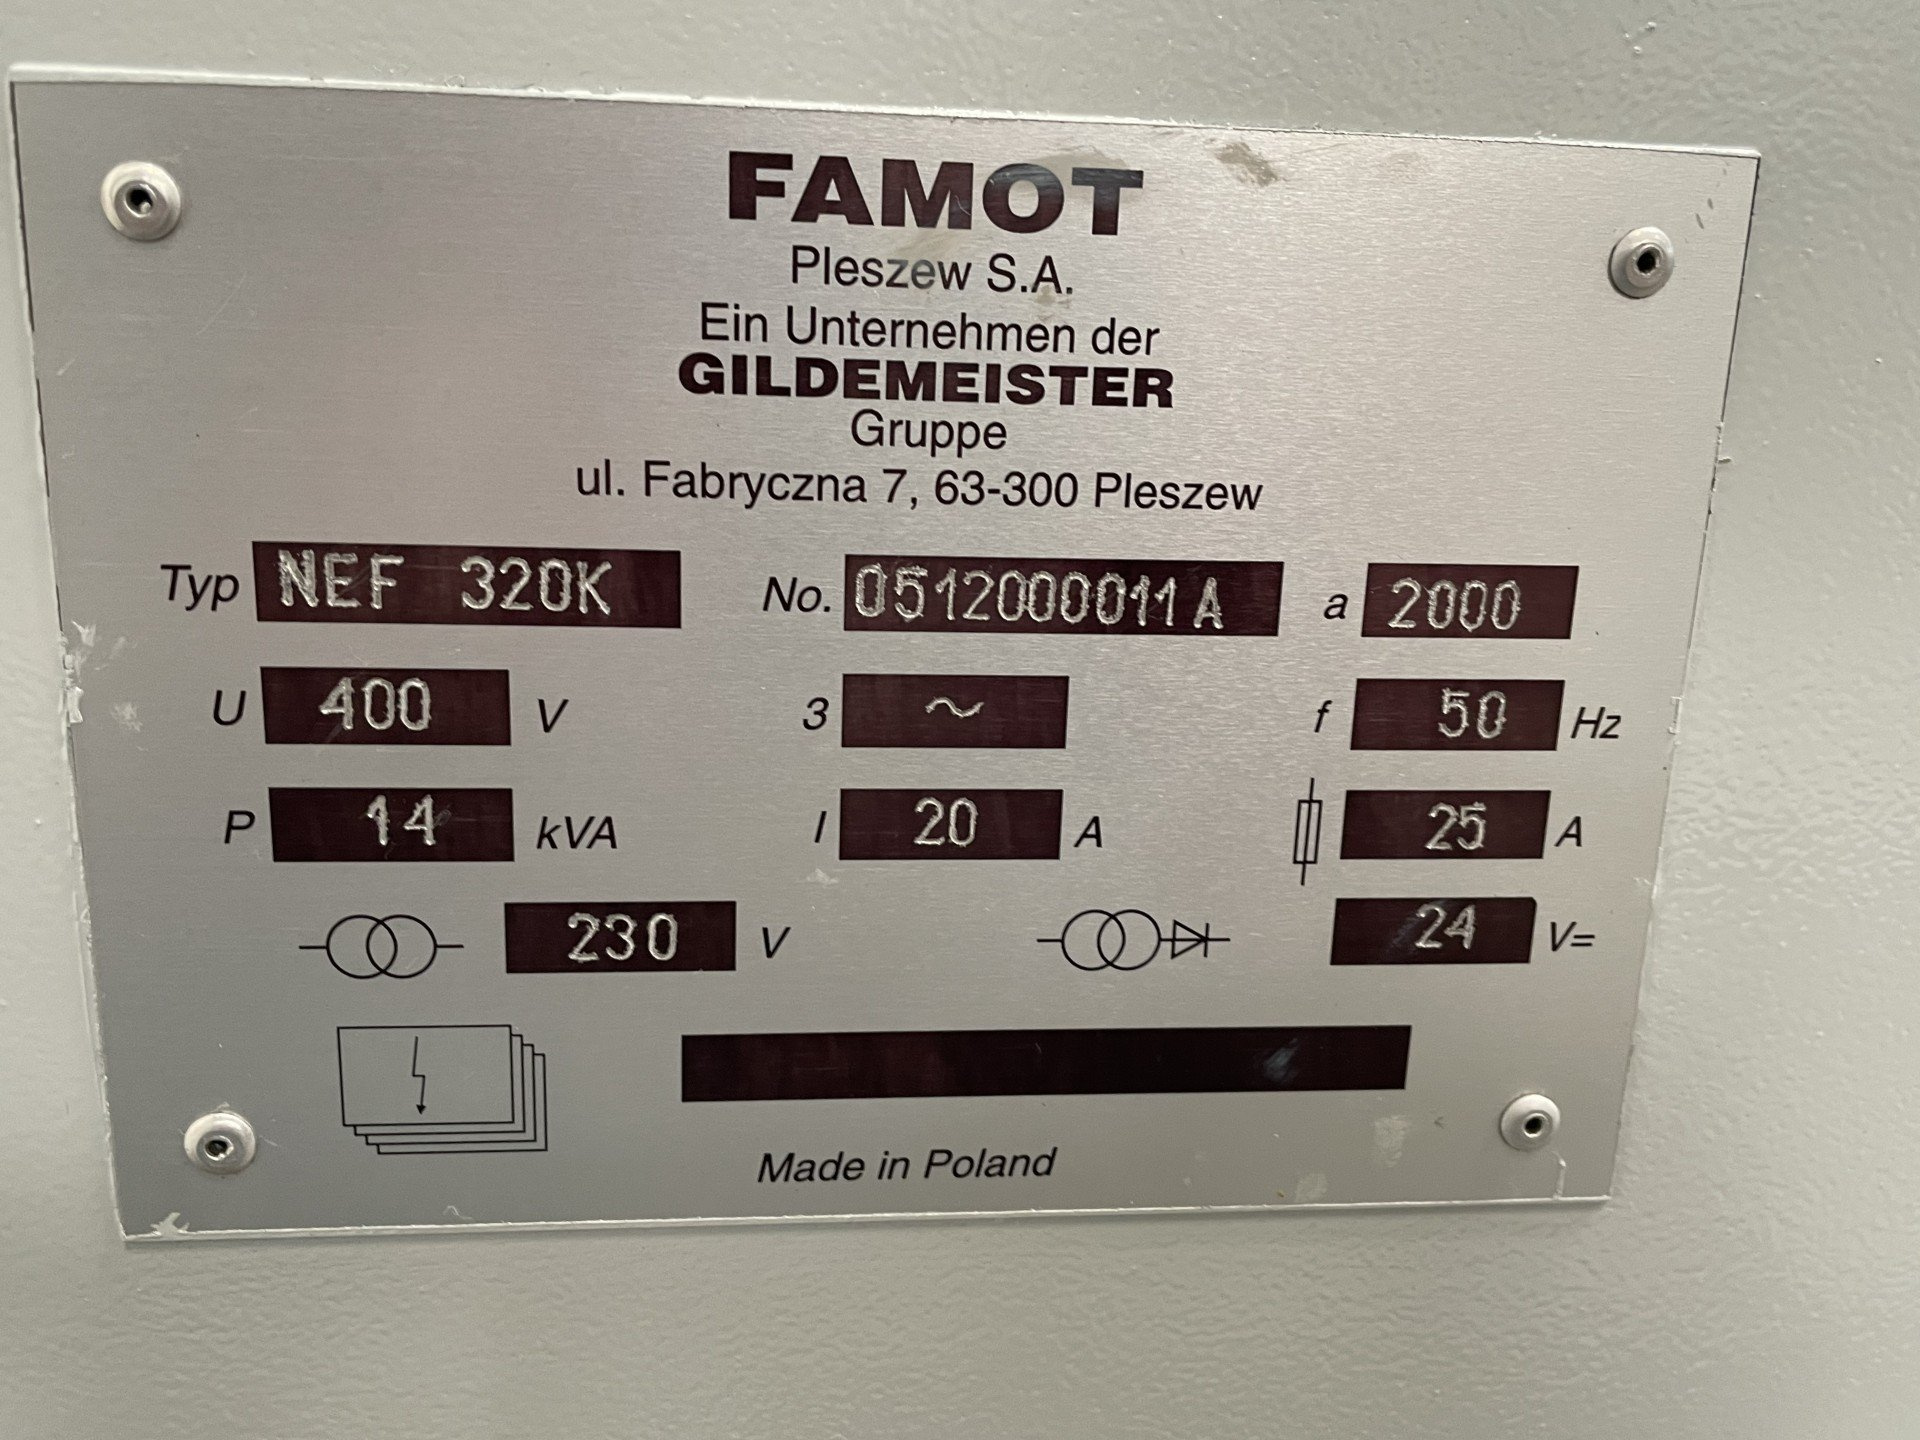 FAMOT
Pleszew S.A.
Ein Unternehmen der
GILDEMEISTER
Gruppe
ul. Fabryczna 7, 63-300 Pleszew
Typ NEF 320K No. 0512000011A a 2000
U 400 V 3 ~ f 50 Hz
P 14 kVA I 20 A 25 A
230 V 24 V=
Made in Poland